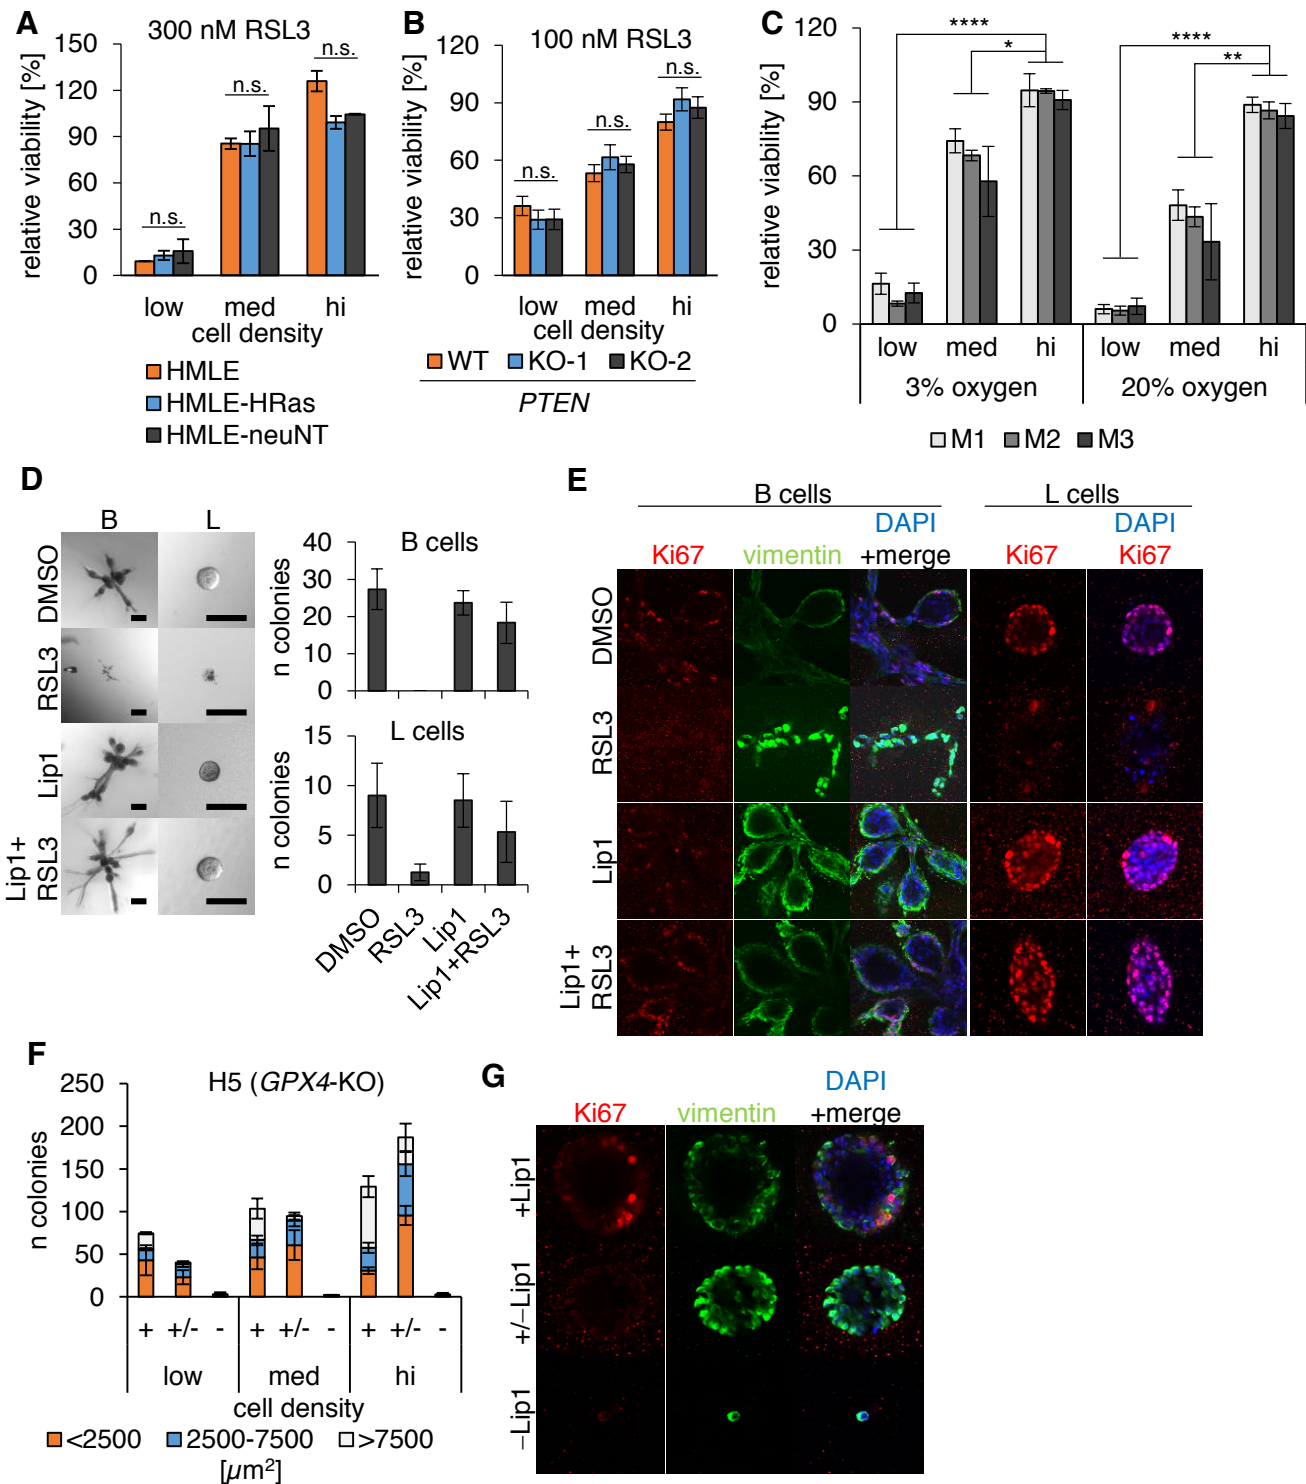 A
300 nM RSL3
relative viability [%]
150
120
90
60
30
0
n.s.
n.s.
n.s.
low med hi
cell density
HMLE
HMLE-HRas
HMLE-neuNT
B
100 nM RSL3
relative viability [%]
120
90
60
30
0
n.s.
n.s.
n.s.
low med hi
cell density
WT KO-1 KO-2
PTEN
C
relative viability [%]
120
90
60
30
0
****
*
****
**
low med hi low med hi
3% oxygen 20% oxygen
M1 M2 M3
D
B L
DMSO
RSL3
Lip1
Lip1+
RSL3
B cells
n colonies
40
30
20
10
0
L cells
n colonies
15
10
5
0
DMSO
RSL3
Lip1
Lip1+RSL3
E
B cells L cells
DAPI DAPI
Ki67 vimentin +merge Ki67 Ki67
DMSO
RSL3
Lip1
Lip1+
RSL3
F
H5 (GPX4-KO)
n colonies
250
200
150
100
50
0
+ +/- - + +/- - + +/- -
low med hi
cell density
<2500 2500-7500 >7500
[µm²]
G
DAPI
Ki67 vimentin +merge
+Lip1
+/−Lip1
−Lip1